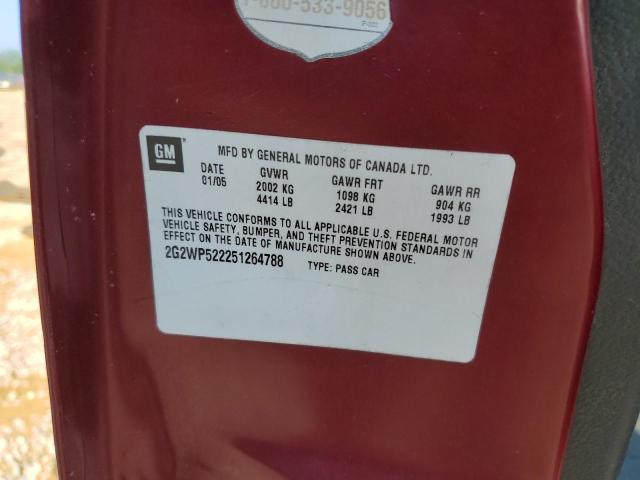 1-800-533-9056
GM
MFD BY GENERAL MOTORS OF CANADA LTD.
DATE GVWR GAWR FRT GAWR RR
01/05 2002 KG 1098 KG 904 KG
4414 LB 2421 LB 1993 LB
THIS VEHICLE CONFORMS TO ALL APPLICABLE U.S. FEDERAL MOTOR
VEHICLE SAFETY, BUMPER, AND THEFT PREVENTION STANDARDS IN
EFFECT ON THE DATE OF MANUFACTURE SHOWN ABOVE.
2G2WP522251264788 TYPE: PASS CAR